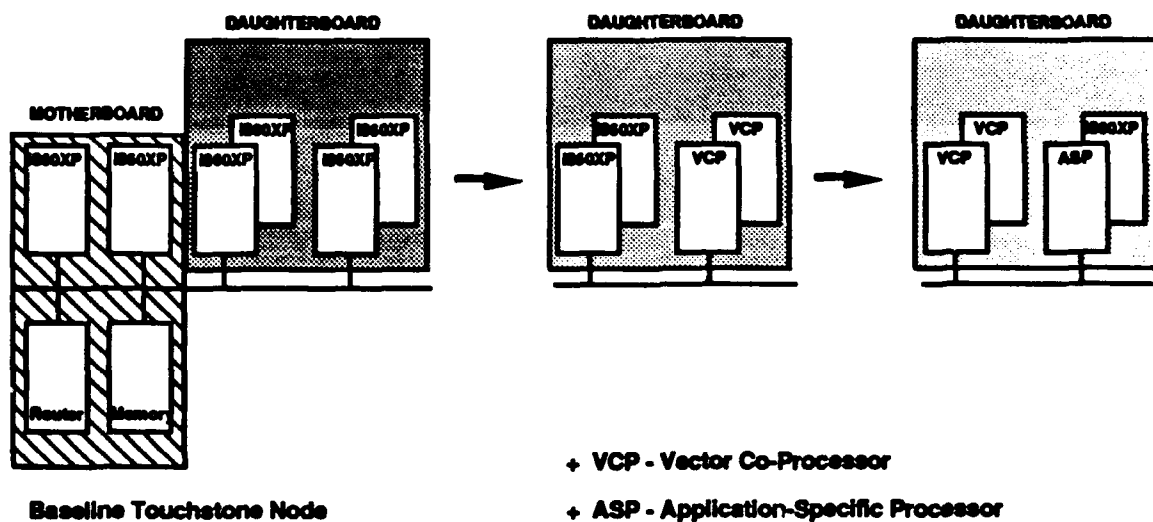 DAUGHTERBOARD
DAUGHTERBOARD
DAUGHTERBOARD
MOTHERBOARD
I860XP
I860XP
I860XP
VCP
VCP
I860XP
I860XP
I860XP
I860XP
I860XP
I860XP
VCP
VCP
ASP
Router
Memory
+ VCP - Vector Co-Processor
Baseline Touchstone Node
+ ASP - Application-Specific Processor